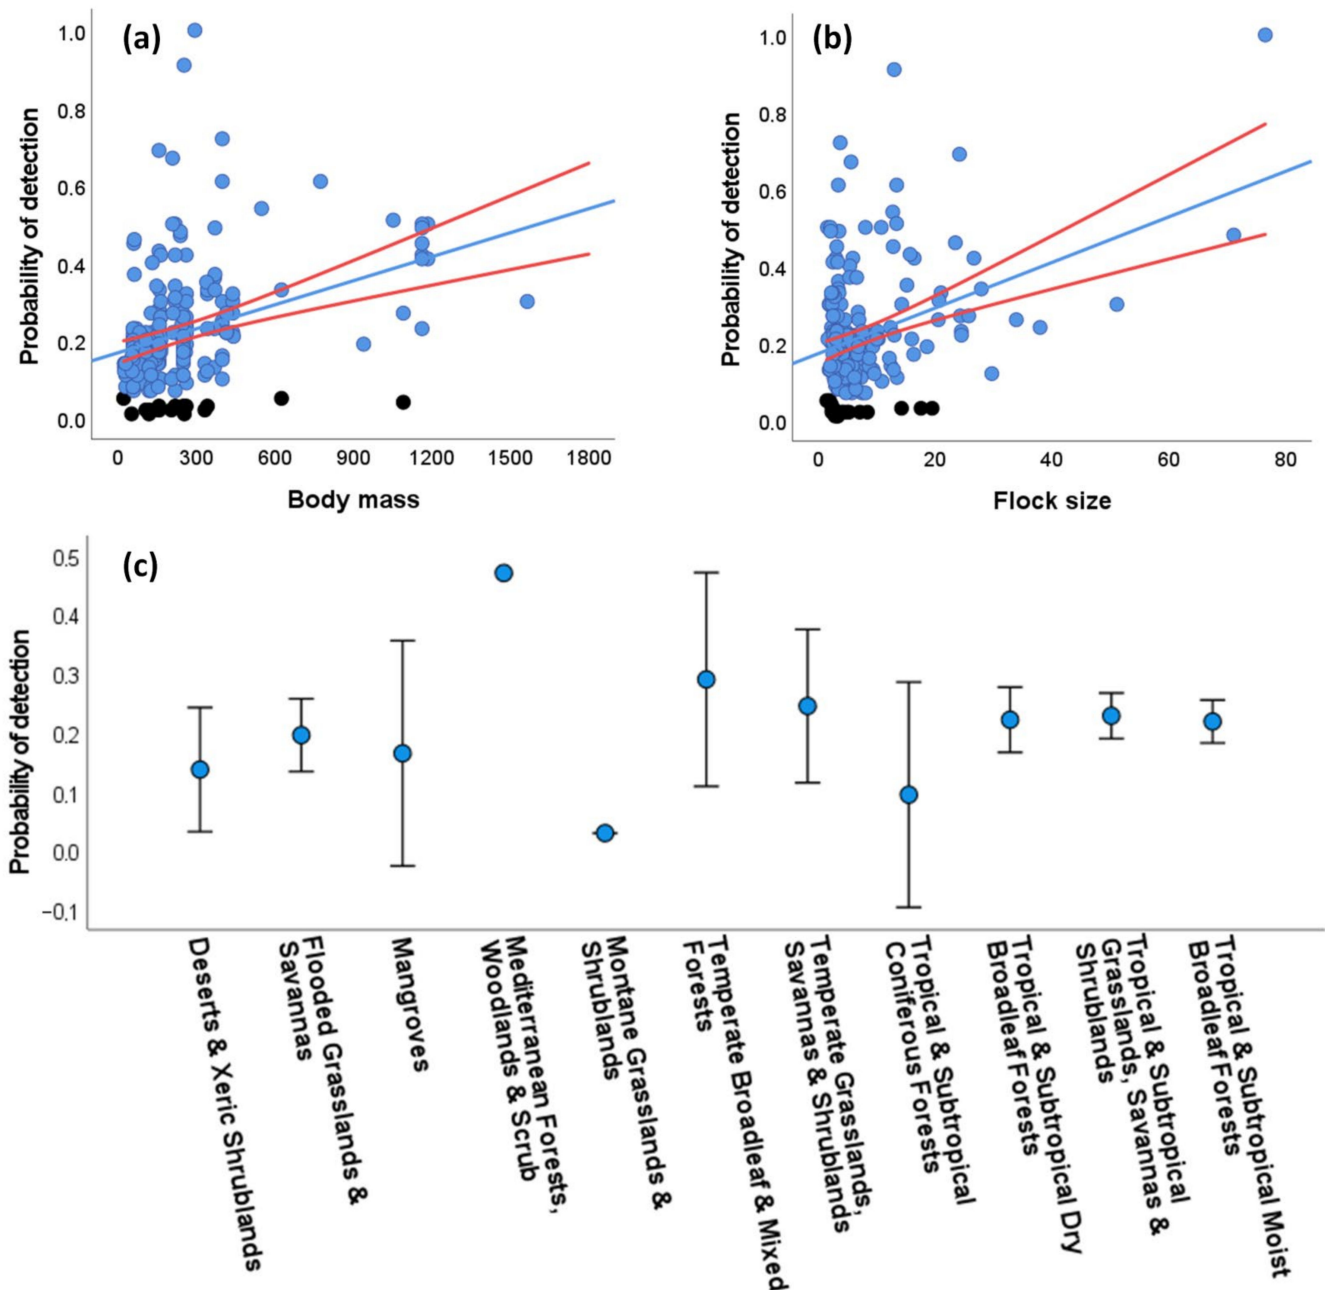 (a)
1.0
0.8
0.6
0.4
0.2
0.0
Probability of detection
0 300 600 900 1200 1500 1800
Body mass
(b)
1.0
0.8
0.6
0.4
0.2
0.0
Probability of detection
0 20 40 60 80
Flock size
(c)
0.5
0.4
0.3
0.2
0.1
0.0
−0.1
Probability of detection
Deserts & Xeric Shrublands
Flooded Grasslands &
Savannas
Mangroves
Mediterranean Forests,
Woodlands & Scrub
Montane Grasslands &
Shrublands
Temperate Broadleaf & Mixed
Forests
Temperate Grasslands,
Savannas & Shrublands
Tropical & Subtropical
Coniferous Forests
Tropical & Subtropical Dry
Broadleaf Forests
Tropical & Subtropical
Grasslands, Savannas &
Shrublands
Tropical & Subtropical Moist
Broadleaf Forests